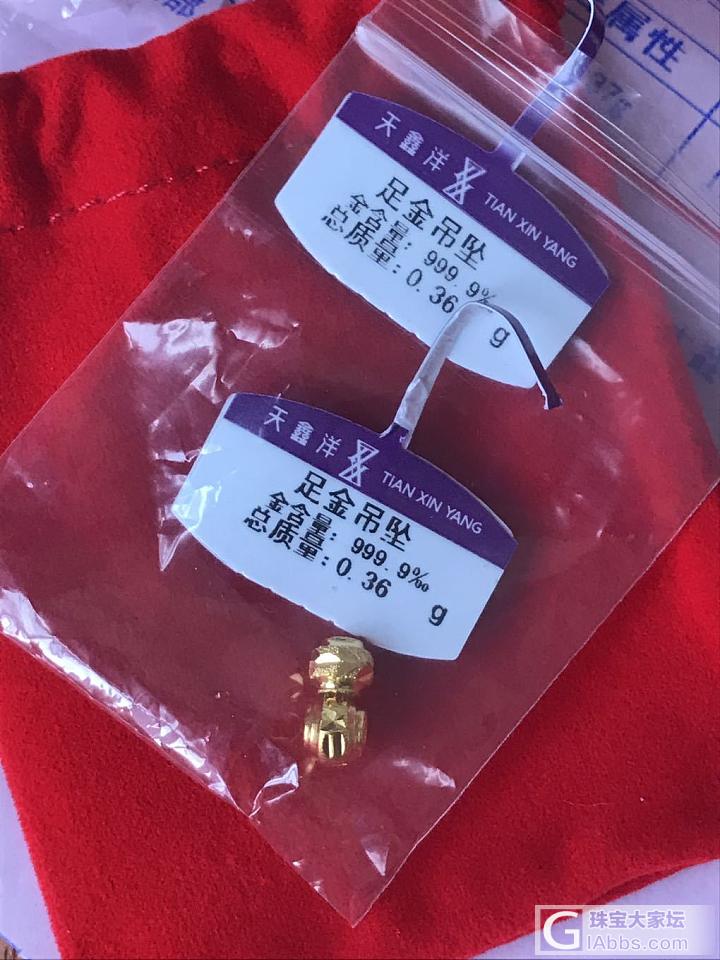 属性
天鑫洋 TIAN XIN YANG
足金吊坠
金含量: 999.9‰
总质量: 0.36 g
天鑫洋 TIAN XIN YANG
足金吊坠
金含量: 999.9‰
总质量: 0.36 g
G 珠宝大家坛
IAbbs.com